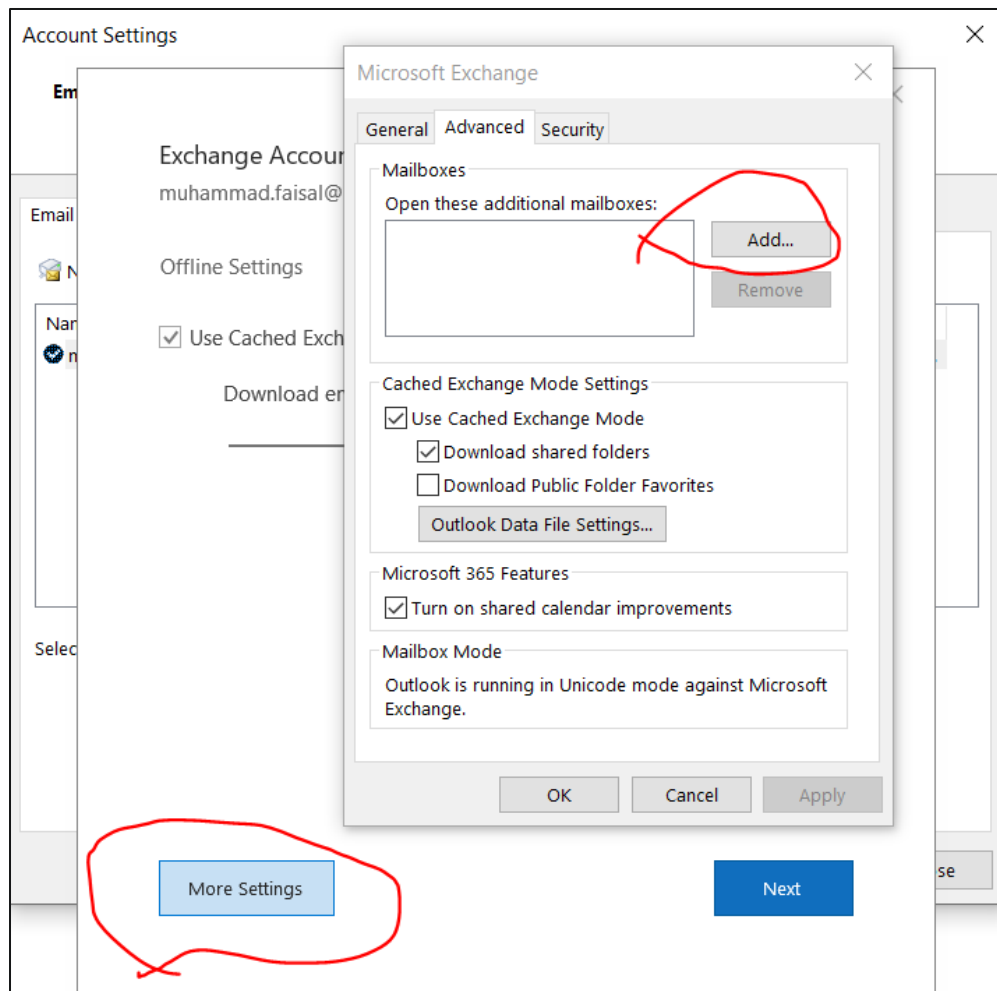 Account Settings
Em
Email
Nar
Selec
Exchange Accour
muhammad.faisal@
Offline Settings
Use Cached Exch
Download er
Microsoft Exchange
General Advanced Security
Mailboxes
Open these additional mailboxes:
Add...
Remove
Cached Exchange Mode Settings
Use Cached Exchange Mode
Download shared folders
Download Public Folder Favorites
Outlook Data File Settings...
Microsoft 365 Features
Turn on shared calendar improvements
Mailbox Mode
Outlook is running in Unicode mode against Microsoft
Exchange.
OK Cancel Apply
More Settings Next
se